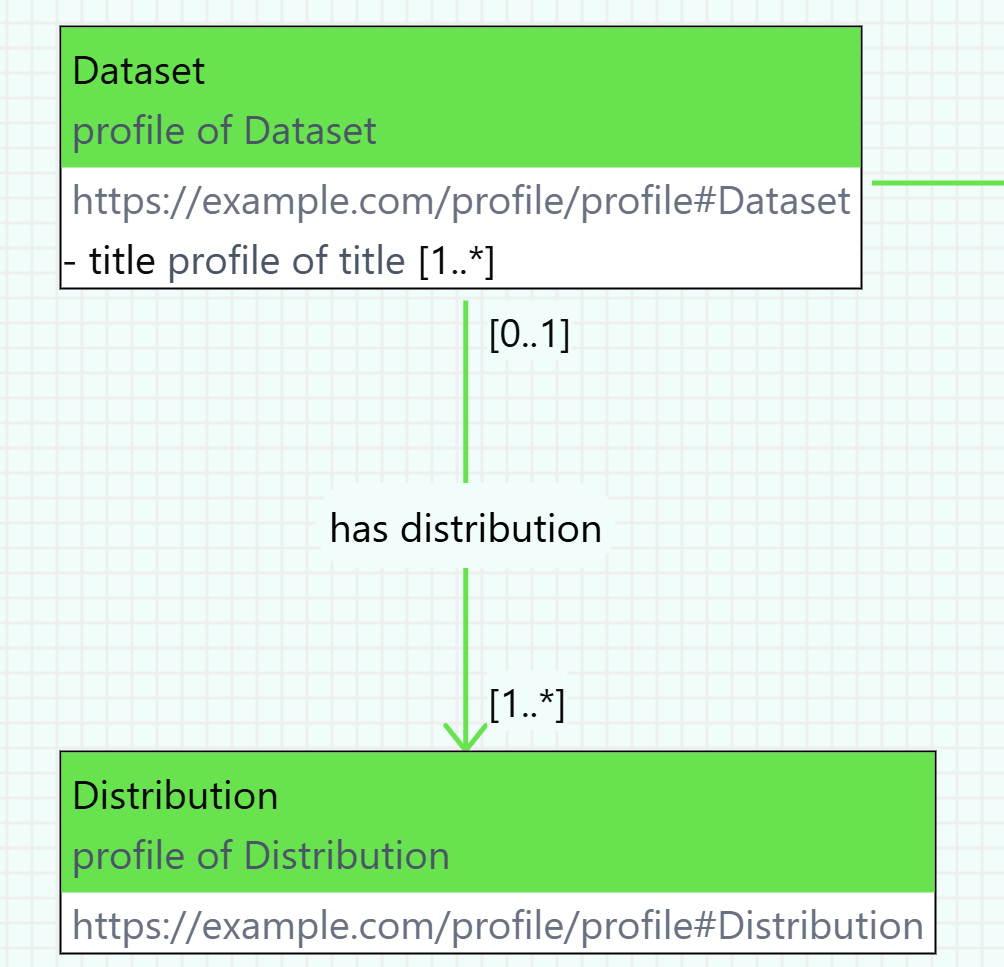 Dataset
profile of Dataset
https://example.com/profile/profile#Dataset
- title profile of title [1..*]
[0..1]
has distribution
[1..*]
Distribution
profile of Distribution
https://example.com/profile/profile#Distribution